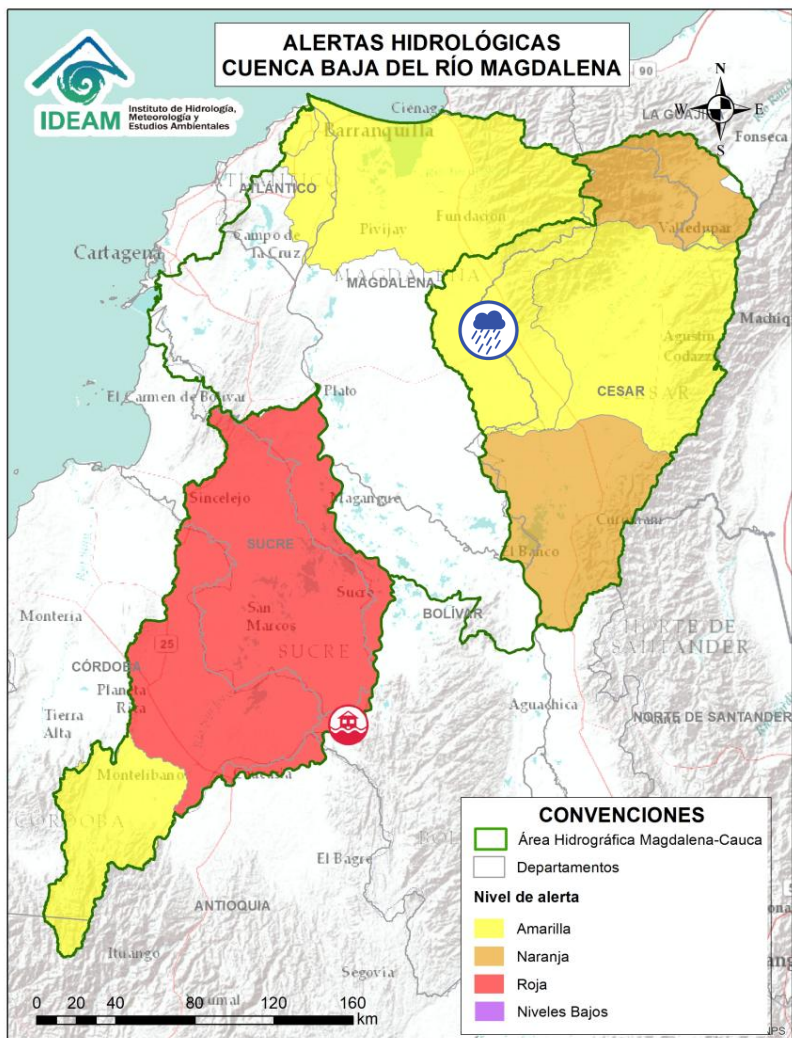 ALERTAS HIDROLÓGICAS
CUENCA BAJA DEL RÍO MAGDALENA
IDEAM
Instituto de Hidrología,
Meteorología y
Estudios Ambientales
N
W
E
S
90
LA GUAJIRA
Fonseca
Ciénaga
Barranquilla
ATLÁNTICO
Cartagena
Campo de
la Cruz
Pivijay
Fundación
Valledupar
MAGDALENA
MAGDALENA
Agustín
Codazzi
CESAR
El Carmen de Bolívar
Plato
Sincelejo
Magangue
SUCRE
El Banco
Sucre
San
Marcos
SUCRE
BOLÍVAR
Montería
25
CÓRDOBA
Planeta
Rica
Tierra
Alta
NORTE DE
SANTANDER
Aguachica
NORTE DE SANTANDER
Montelíbano
El Bagre
ANTIOQUIA
Ituango
Segovia
CONVENCIONES
Área Hidrográfica Magdalena-Cauca
Departamentos
Nivel de alerta
Amarilla
Naranja
Roja
Niveles Bajos
0 20 40 80 120 160
km